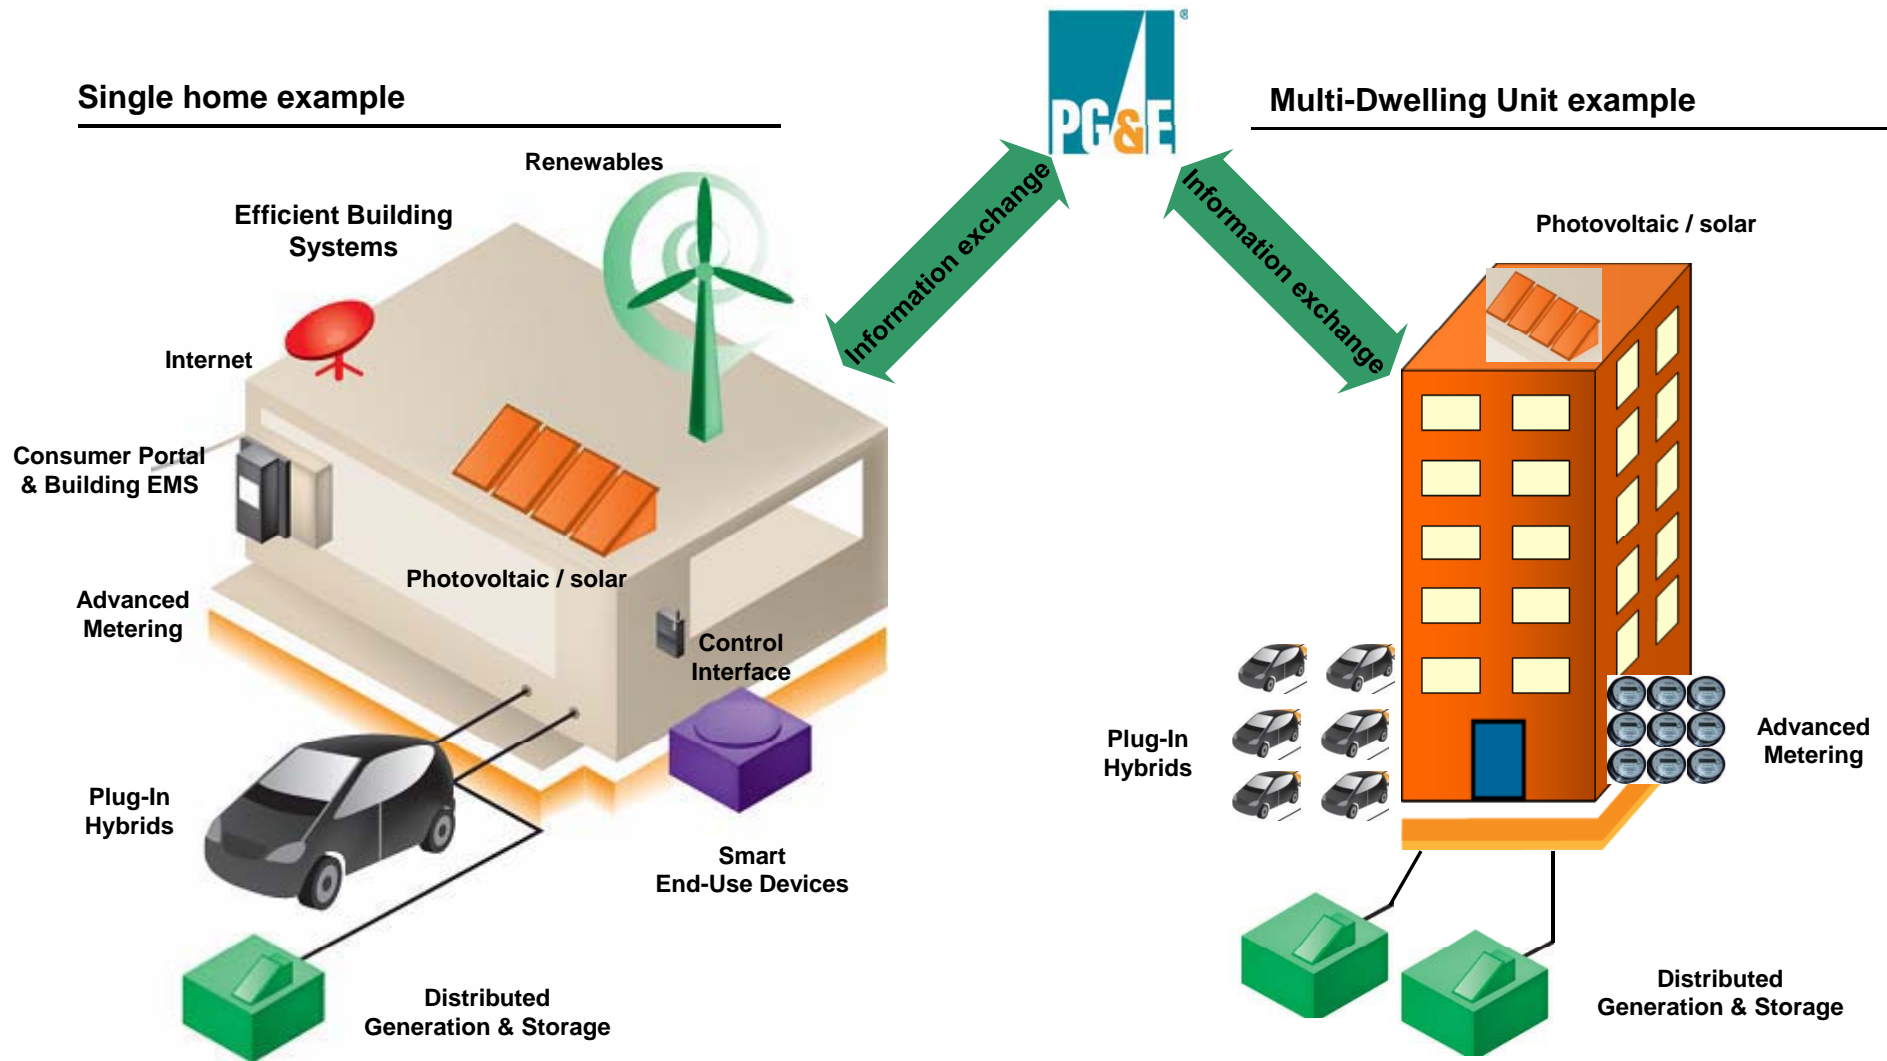 ®
PG&E
Single home example
Multi-Dwelling Unit example
Renewables
Efficient Building
Systems
Information exchange
Information exchange
Photovoltaic / solar
Internet
Consumer Portal
& Building EMS
Photovoltaic / solar
Advanced
Metering
Control
Interface
Plug-In
Hybrids
Smart
End-Use Devices
Distributed
Generation & Storage
Plug-In
Hybrids
Advanced
Metering
Distributed
Generation & Storage